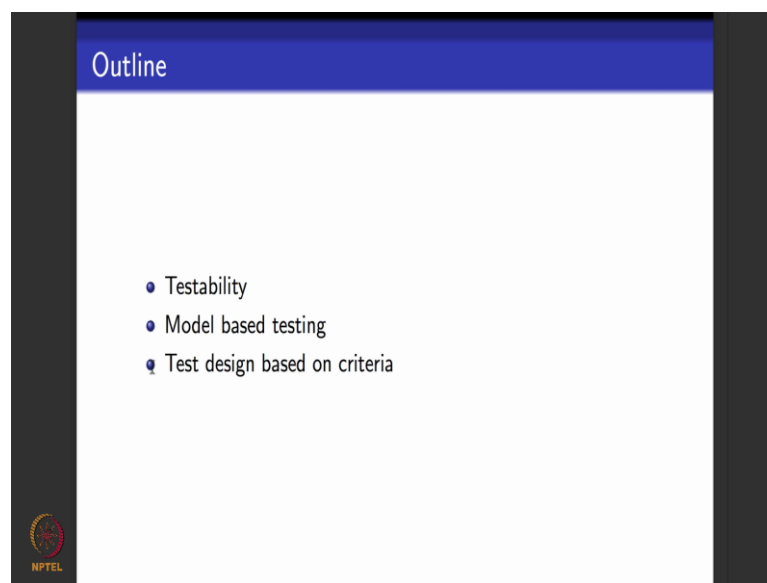 Outline
Testability
Model based testing
Test design based on criteria
NPTEL